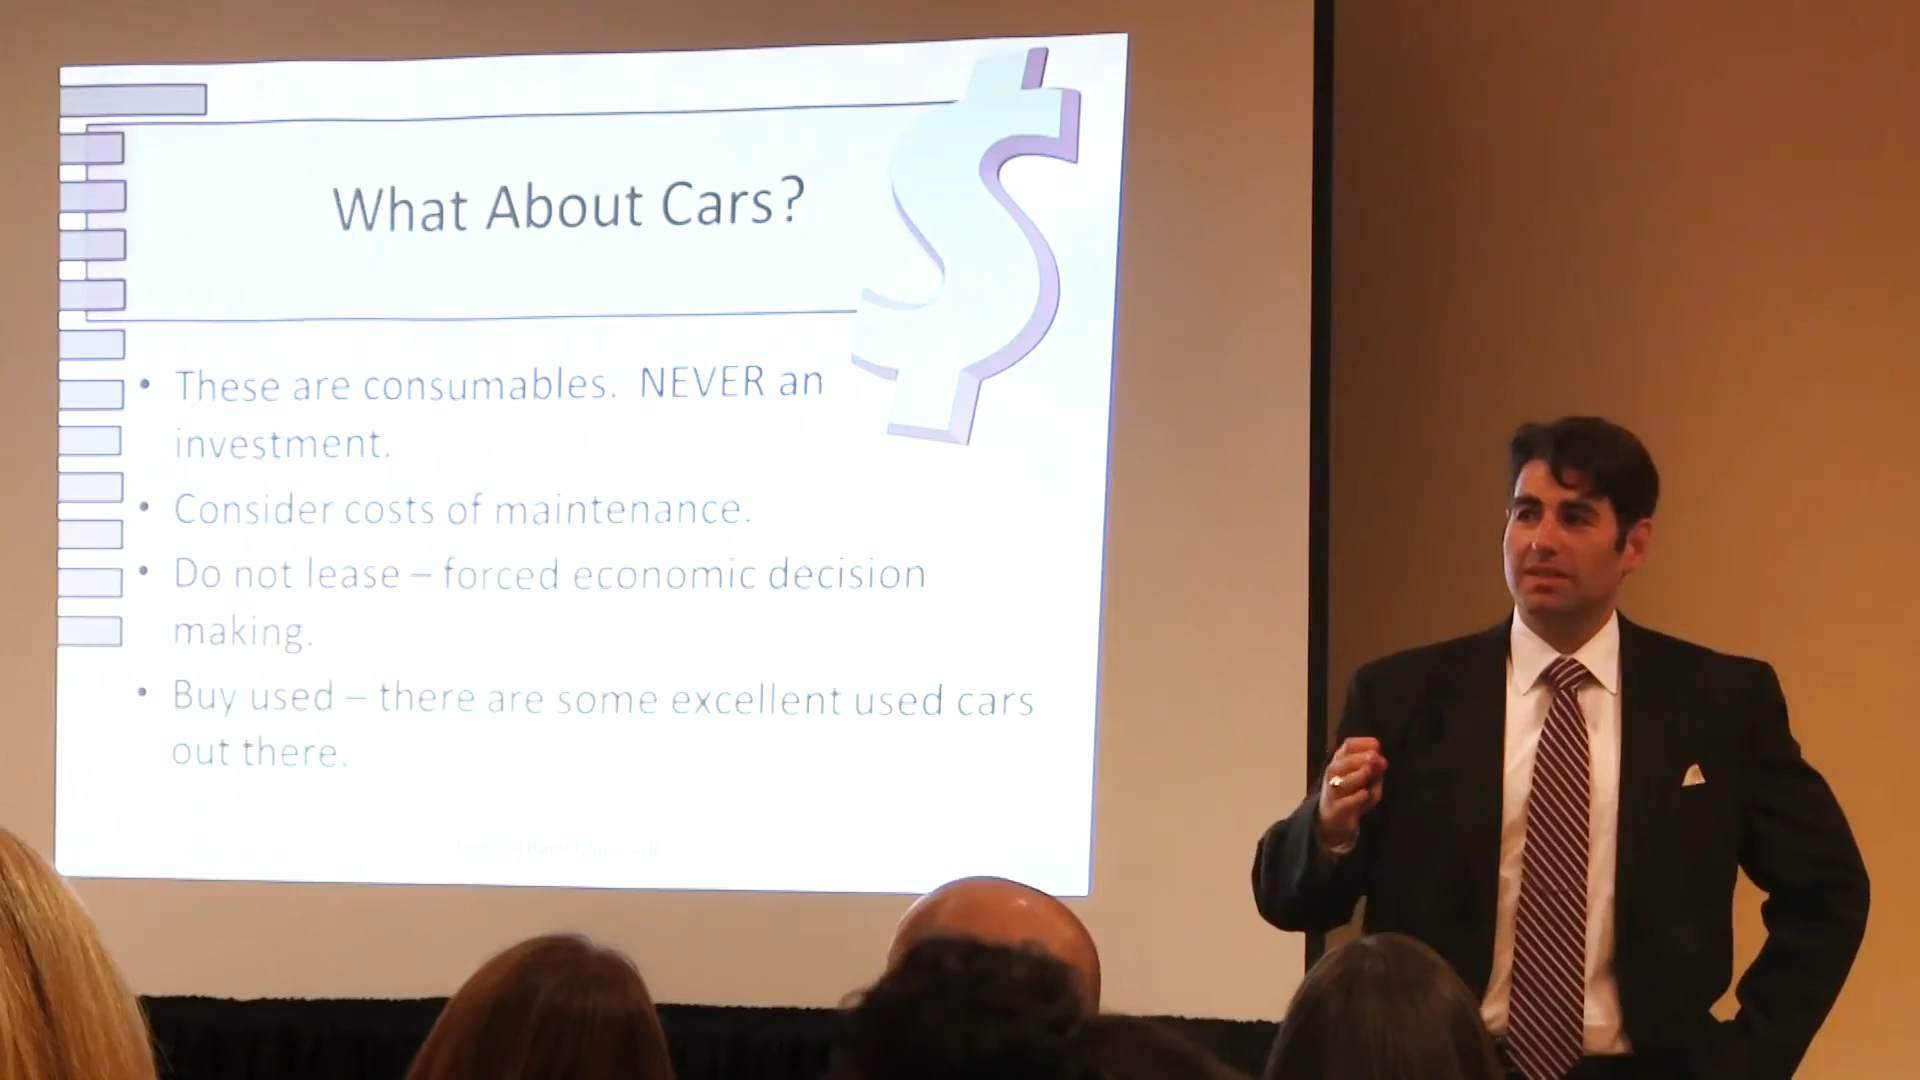 What About Cars?
• These are consumables.  NEVER an
investment.
• Consider costs of maintenance.
• Do not lease – forced economic decision
making.
• Buy used – there are some excellent used cars
out there.